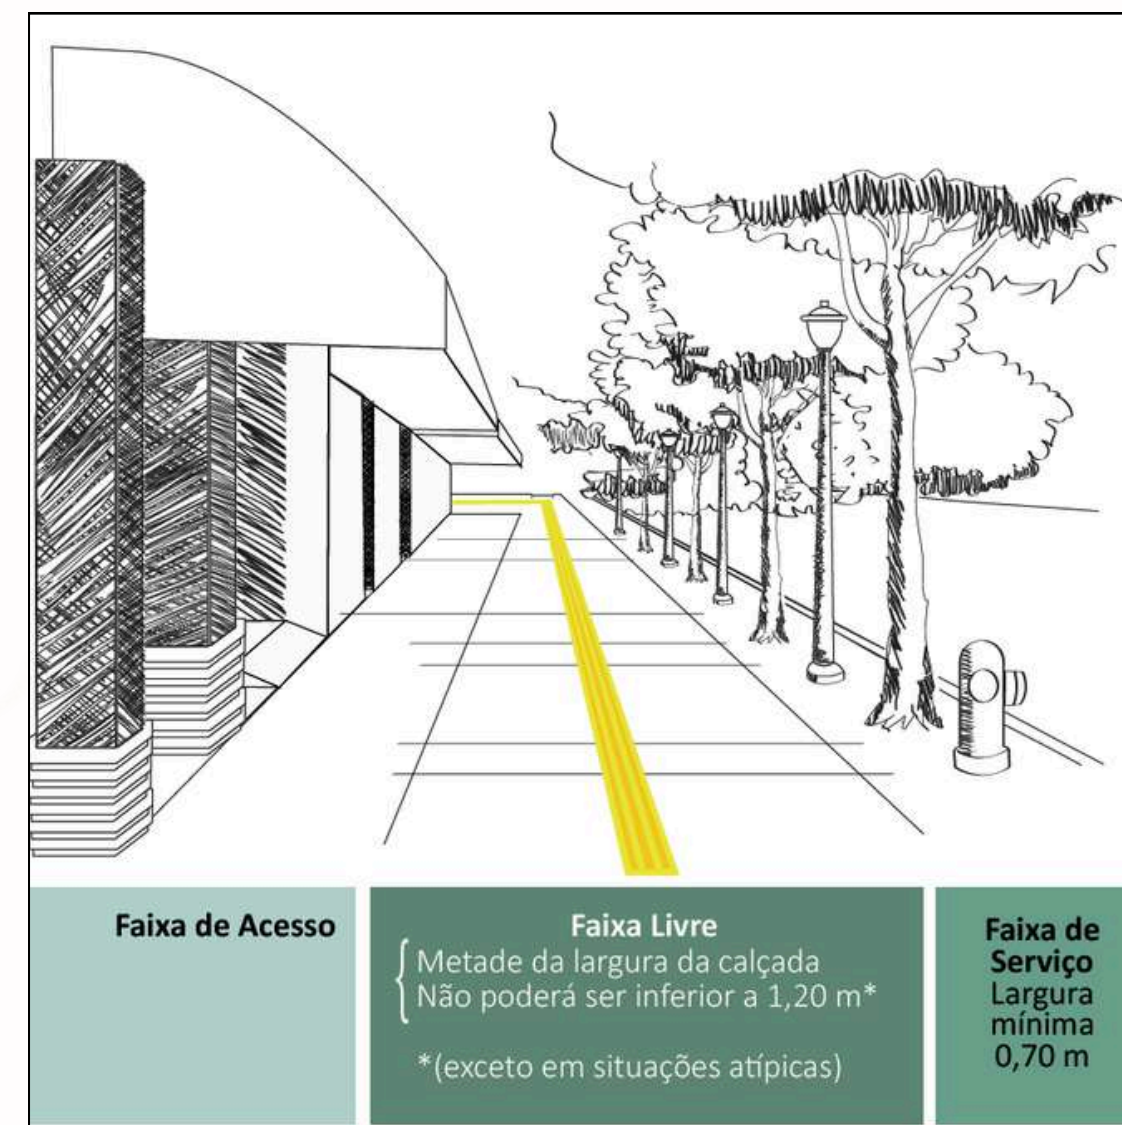 Faixa de Acesso
Faixa Livre
Metade da largura da calçada
Não poderá ser inferior a 1,20 m*
*(exceto em situações atípicas)
Faixa de
Serviço
Largura
mínima
0,70 m